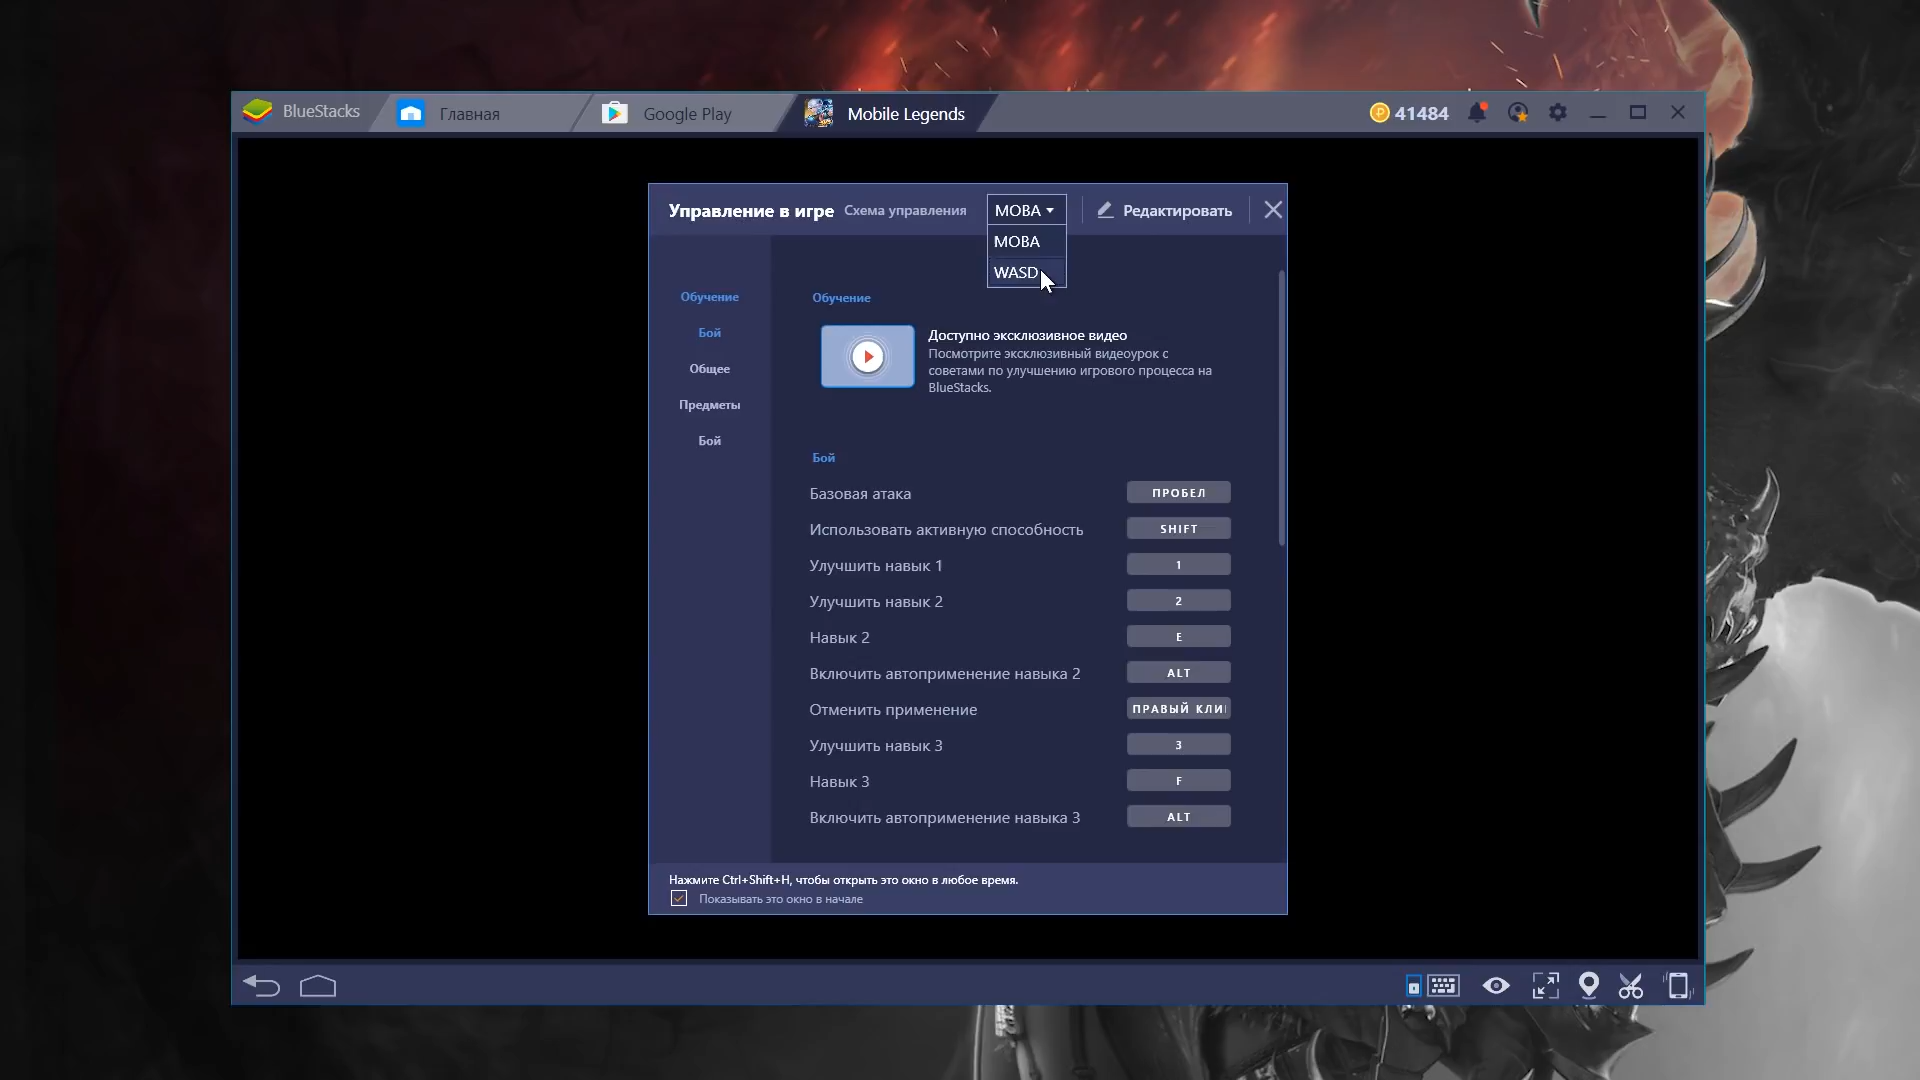 BlueStacks
Главная
Google Play
Mobile Legends
41484
Управление в игре
Схема управления
MOBA
Редактировать
MOBA
WASD
Обучение
Бой
Общее
Предметы
Бой
Обучение
Доступно эксклюзивное видео
Посмотрите эксклюзивный видеоурок с
советами по улучшению игрового процесса на
BlueStacks.
Бой
Базовая атака ПРОБЕЛ
Использовать активную способность SHIFT
Улучшить навык 1 1
Улучшить навык 2 2
Навык 2 E
Включить автоприменение навыка 2 ALT
Отменить применение ПРАВЫЙ КЛИ
Улучшить навык 3 3
Навык 3 F
Включить автоприменение навыка 3 ALT
Нажмите Ctrl+Shift+H, чтобы открыть это окно в любое время.
Показывать это окно в начале